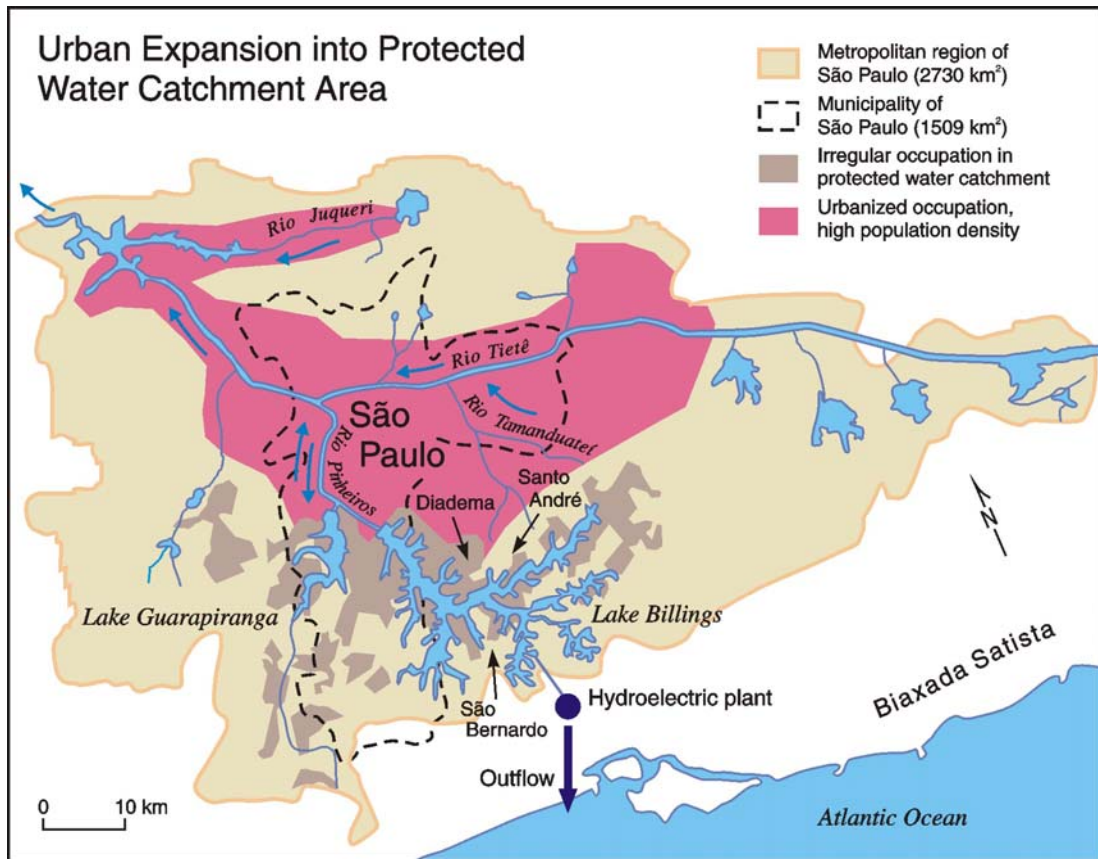 Urban Expansion into Protected
Water Catchment Area
Metropolitan region of
São Paulo (2730 km²)
Municipality of
São Paulo (1509 km²)
Irregular occupation in
protected water catchment
Urbanized occupation,
high population density
Rio Juqueri
Rio Tietê
Rio Tamanduateí
São
Paulo
Rio Pinheiros
Diadema
Santo
André
N
Lake Guarapiranga
Lake Billings
São
Bernardo
Hydroelectric plant
Outflow
Biaxada Satista
Atlantic Ocean
0 10 km